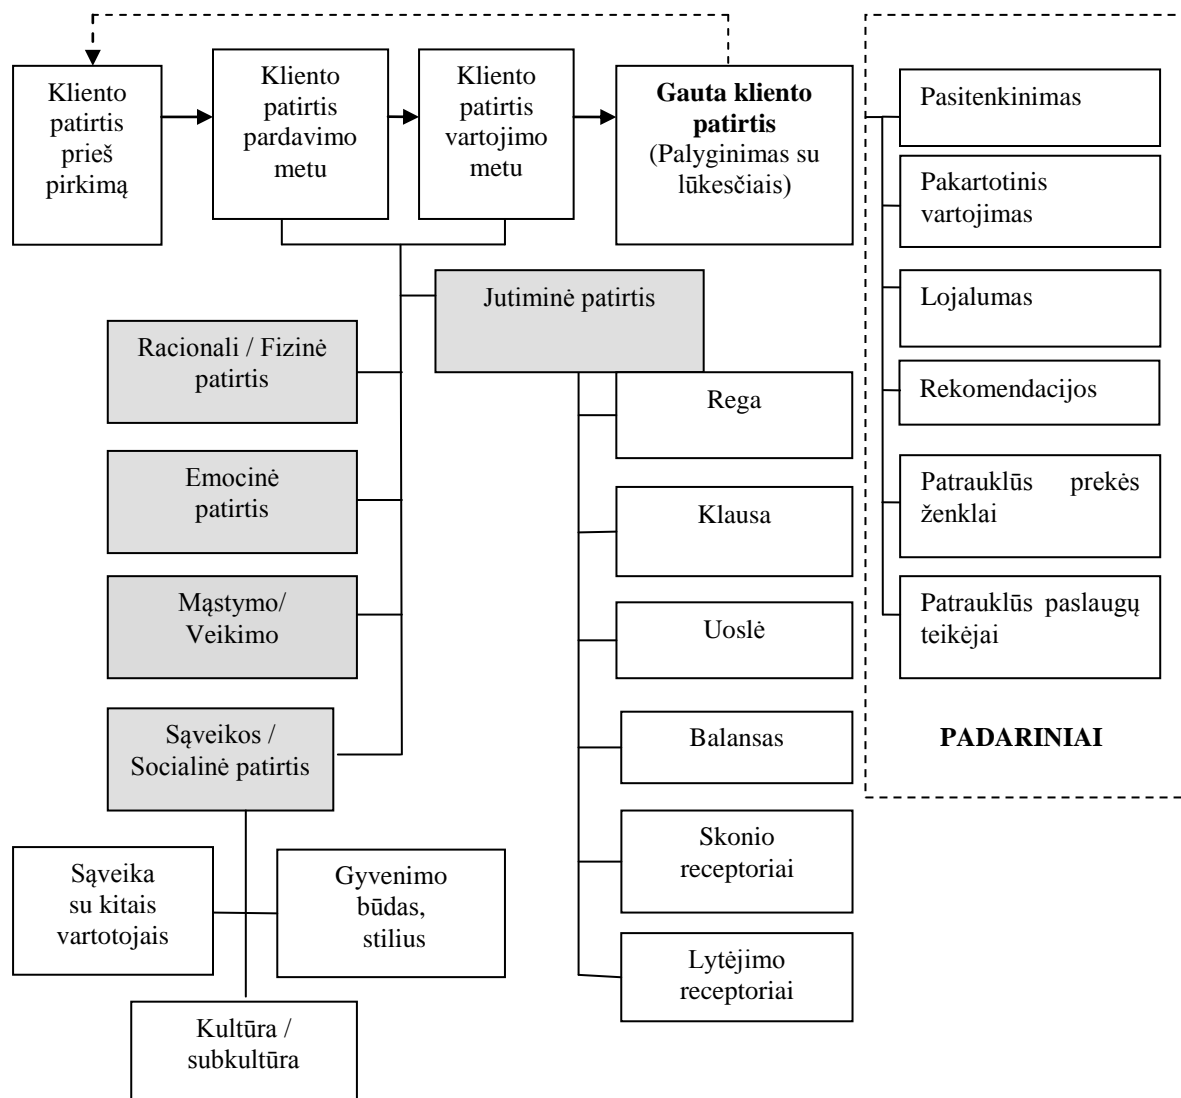 Kliento
patirtis
prieš
pirkimą
Kliento
patirtis
pardavimo
metu
Kliento
patirtis
vartojimo
metu
Gauta kliento
patirtis
(Palyginimas su
lūkesčiais)
Pasitenkinimas
Pakartotinis
vartojimas
Lojalumas
Rekomendacijos
Patrauklūs prekės
ženklai
Patrauklūs paslaugų
teikėjai
PADARINIAI
Jutiminė patirtis
Racionali / Fizinė
patirtis
Emocinė
patirtis
Mąstymo/
Veikimo
Sąveikos /
Socialinė patirtis
Rega
Klausa
Uoslė
Balansas
Skonio
receptoriai
Lytėjimo
receptoriai
Sąveika
su kitais
vartotojais
Gyvenimo
būdas,
stilius
Kultūra /
subkultūra